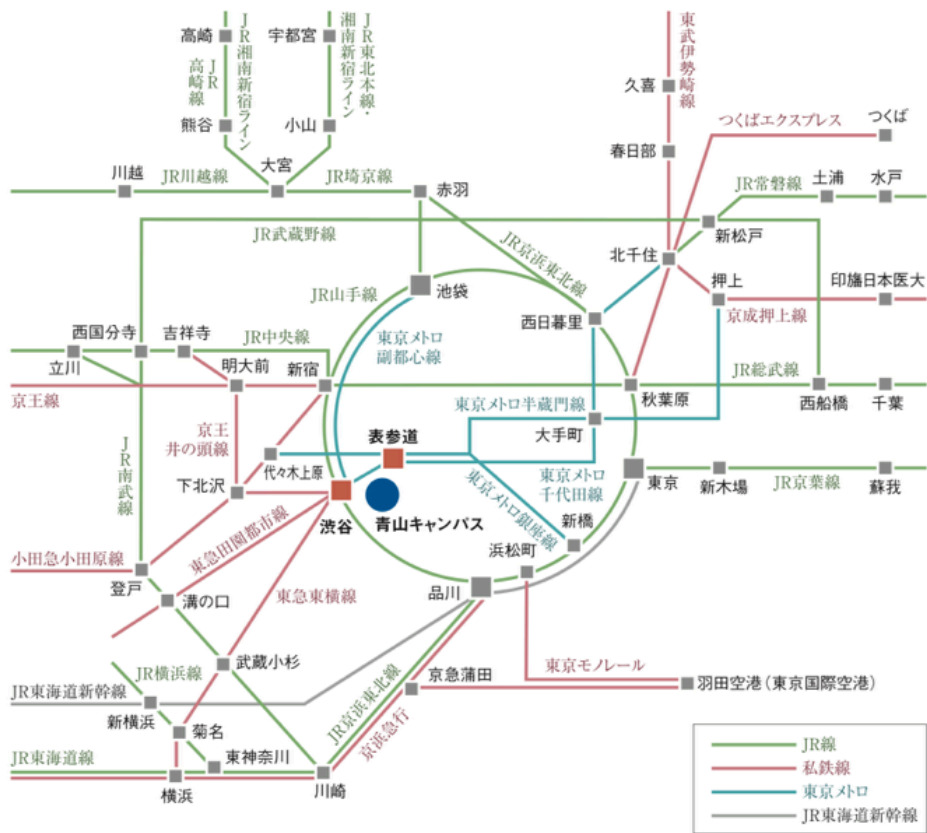 高崎
JR湘南新宿ライン
JR
高崎線
熊谷
宇都宮
JR東北本線・
湘南新宿ライン
小山
大宮
川越
JR川越線
JR埼京線
赤羽
東武伊勢崎線
久喜
春日部
つくばエクスプレス
つくば
JR常磐線
土浦
水戸
新松戸
北千住
JR武蔵野線
JR京浜東北線
JR山手線
池袋
押上
印旛日本医大
京成押上線
西日暮里
西国分寺
吉祥寺
JR中央線
立川
明大前
新宿
東京メトロ
副都心線
京王線
秋葉原
JR総武線
西船橋
千葉
東京メトロ半蔵門線
大手町
京王
井の頭線
JR南武線
代々木上原
表参道
下北沢
渋谷
青山キャンパス
東京メトロ
千代田線
東京メトロ銀座線
東京
新木場
JR京葉線
蘇我
新橋
浜松町
品川
小田急小田原線
登戸
東急田園都市線
溝の口
東急東横線
武蔵小杉
JR横浜線
JR東海道新幹線
新横浜
菊名
東神奈川
JR東海道線
横浜
川崎
JR京浜東北線
京浜急行
京急蒲田
東京モノレール
羽田空港(東京国際空港)
JR線
私鉄線
東京メトロ
JR東海道新幹線